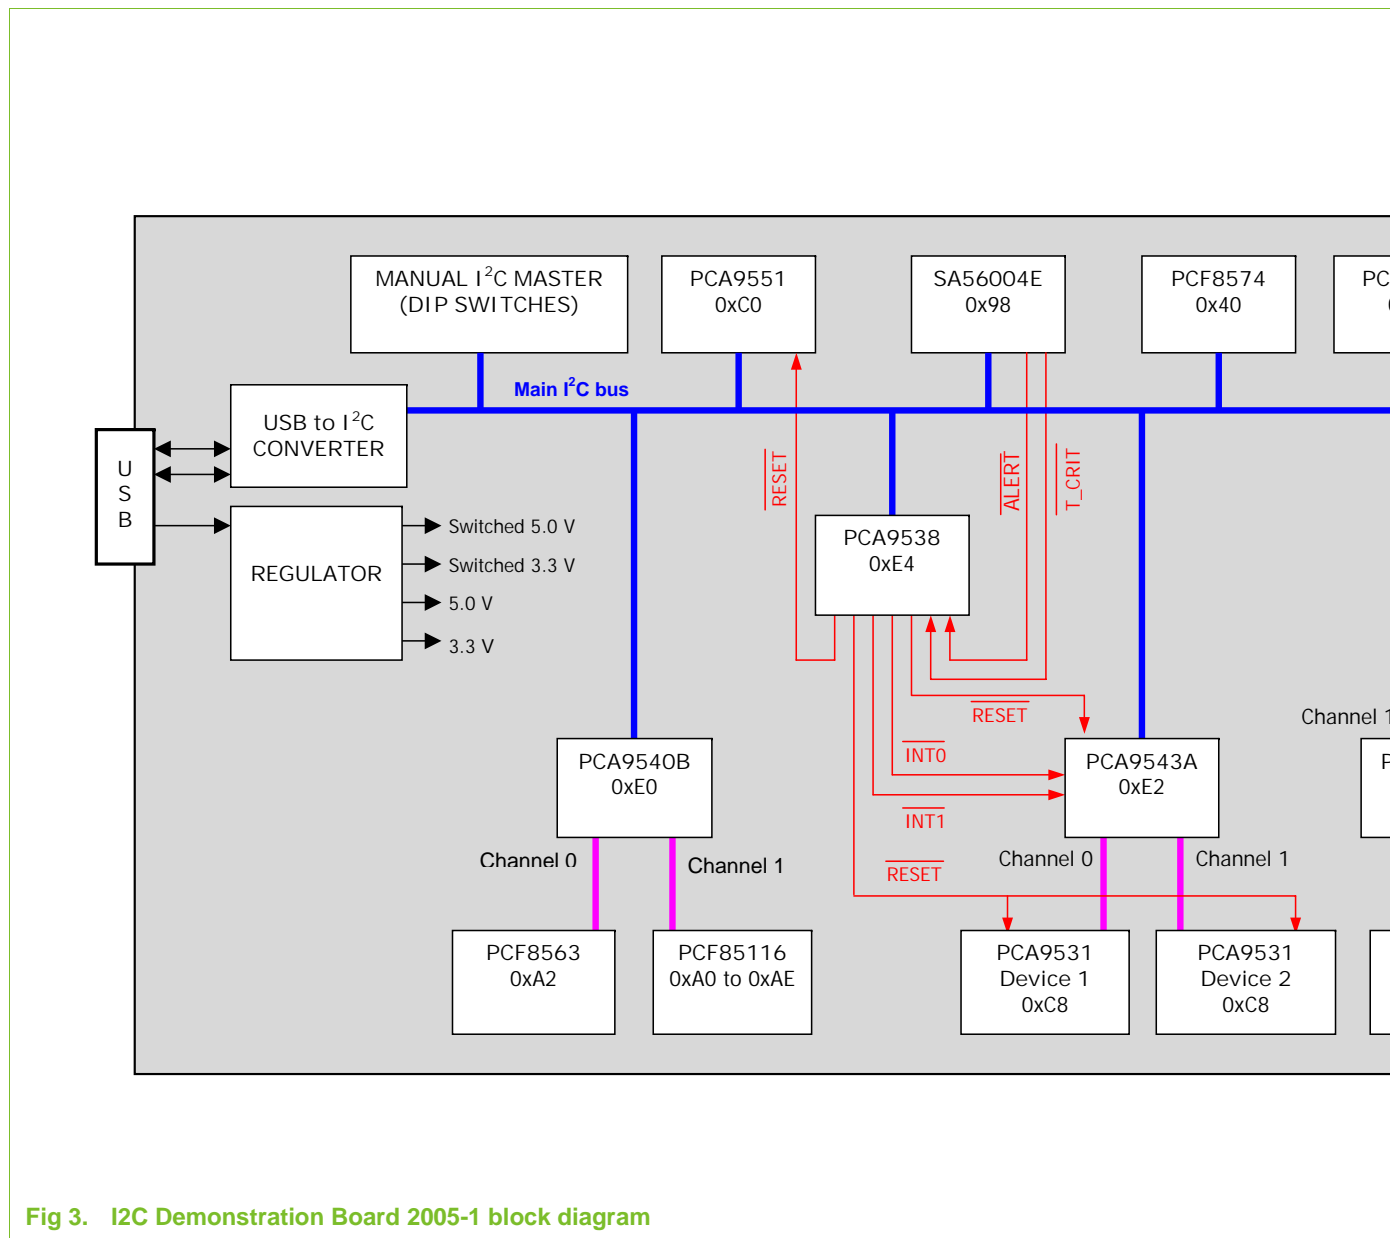 MANUAL I²C MASTER
(DIP SWITCHES)
PCA9551
0xC0
SA56004E
0x98
PCF8574
0x40
Main I²C bus
USB to I²C
CONVERTER
U
S
B
REGULATOR
Switched 5.0 V
Switched 3.3 V
5.0 V
3.3 V
RESET
ALERT
T_CRIT
PCA9538
0xE4
RESET
INT0
INT1
RESET
Channel 1
PCA9540B
0xE0
PCA9543A
0xE2
Channel 0
Channel 1
Channel 0
Channel 1
PCF8563
0xA2
PCF85116
0xA0 to 0xAE
PCA9531
Device 1
0xC8
PCA9531
Device 2
0xC8
Fig 3. I2C Demonstration Board 2005-1 block diagram